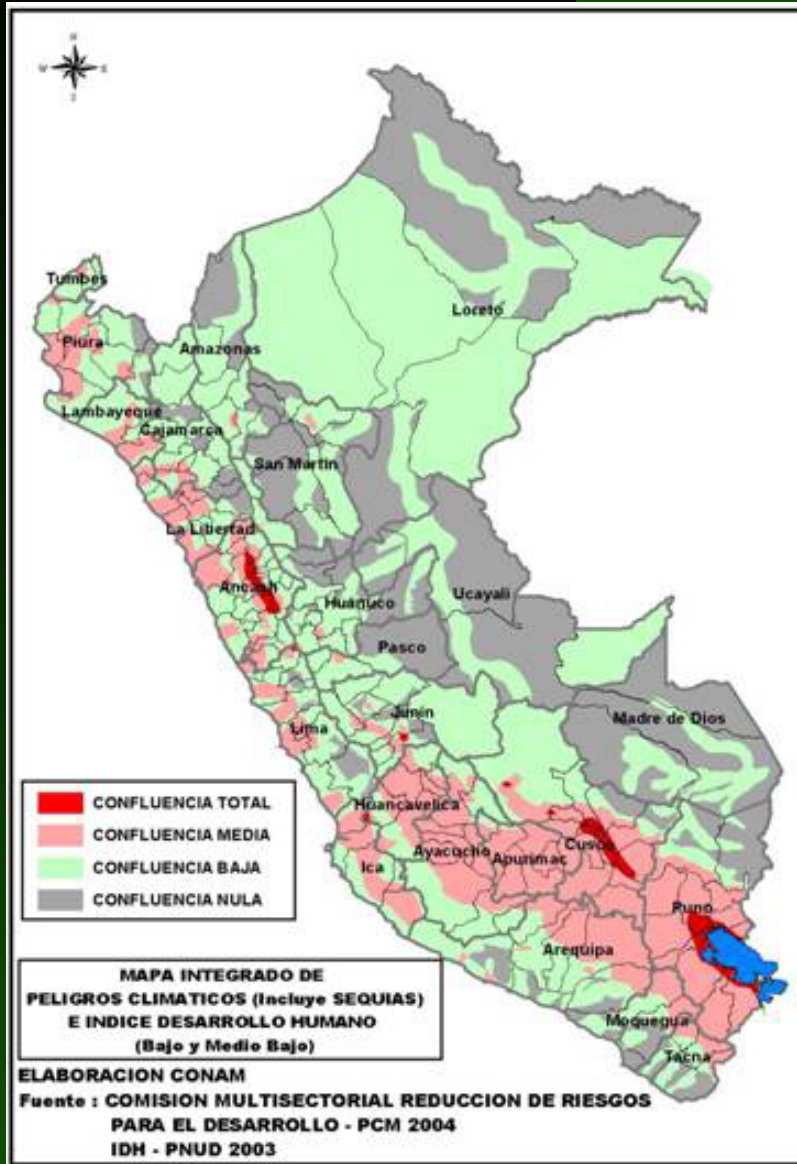 N
W
E
S
Tumbes
Piura
Lambayeque
Cajamarca
Amazonas
Loreto
San Martin
La Libertad
Ancash
Huanuco
Ucayali
Pasco
Junin
Lima
Madre de Dios
Huancavelica
Ica
Ayacucho
Apurimac
Cusco
Puno
Arequipa
Moquegua
Tacna
CONFLUENCIA TOTAL
CONFLUENCIA MEDIA
CONFLUENCIA BAJA
CONFLUENCIA NULA
MAPA INTEGRADO DE
PELIGROS CLIMATICOS (Incluye SEQUIAS)
E INDICE DESARROLLO HUMANO
(Bajo y Medio Bajo)
ELABORACION CONAM
Fuente : COMISION MULTISECTORIAL REDUCCION DE RIESGOS
PARA EL DESARROLLO - PCM 2004
IDH - PNUD 2003